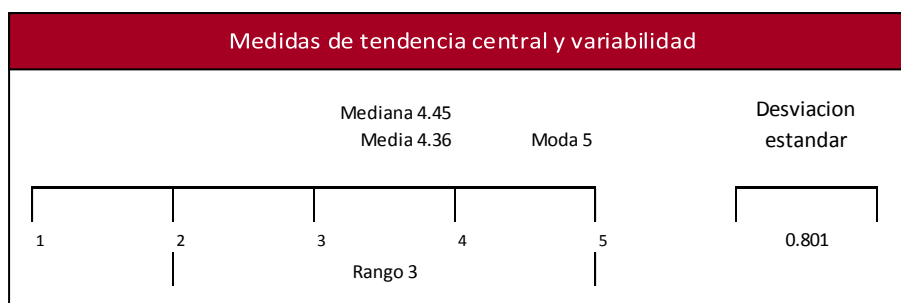 Medidas de tendencia central y variabilidad
Mediana 4.45
Media 4.36
Moda 5
Desviacion
estandar
1
2
3
4
5
0.801
Rango 3